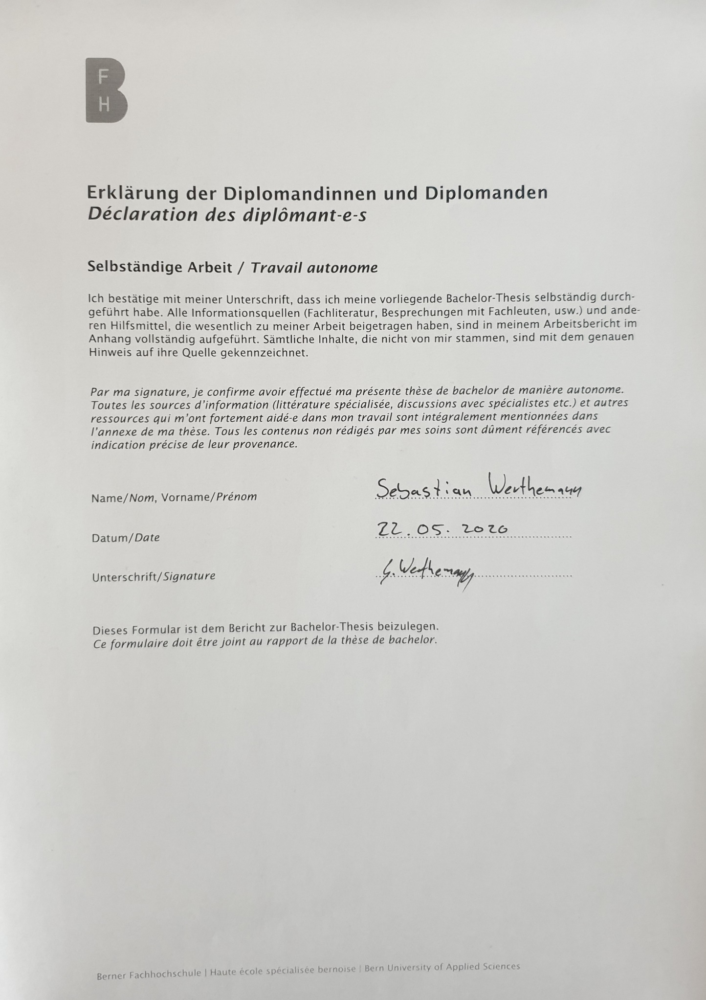 F
H
Erklärung der Diplomandinnen und Diplomanden
Déclaration des diplômant-e-s
Selbständige Arbeit / Travail autonome
Ich bestätige mit meiner Unterschrift, dass ich meine vorliegende Bachelor-Thesis selbständig durch-
geführt habe. Alle Informationsquellen (Fachliteratur, Besprechungen mit Fachleuten, usw.) und ande-
ren Hilfsmittel, die wesentlich zu meiner Arbeit beigetragen haben, sind in meinem Arbeitsbericht im
Anhang vollständig aufgeführt. Sämtliche Inhalte, die nicht von mir stammen, sind mit dem genauen
Hinweis auf ihre Quelle gekennzeichnet.
Par ma signature, je confirme avoir effectué ma présente thèse de bachelor de manière autonome.
Toutes les sources d'information (littérature spécialisée, discussions avec spécialistes etc.) et autres
ressources qui m'ont fortement aidé-e dans mon travail sont intégralement mentionnées dans
l'annexe de ma thèse. Tous les contenus non rédigés par mes soins sont dûment référencés avec
indication précise de leur provenance.
Name/Nom, Vorname/Prénom Sebastian Werthemann
Datum/Date 22.05.2020
Unterschrift/Signature S. Werthemann
Dieses Formular ist dem Bericht zur Bachelor-Thesis beizulegen.
Ce formulaire doit être joint au rapport de la thèse de bachelor.
Berner Fachhochschule | Haute école spécialisée bernoise | Bern University of Applied Sciences